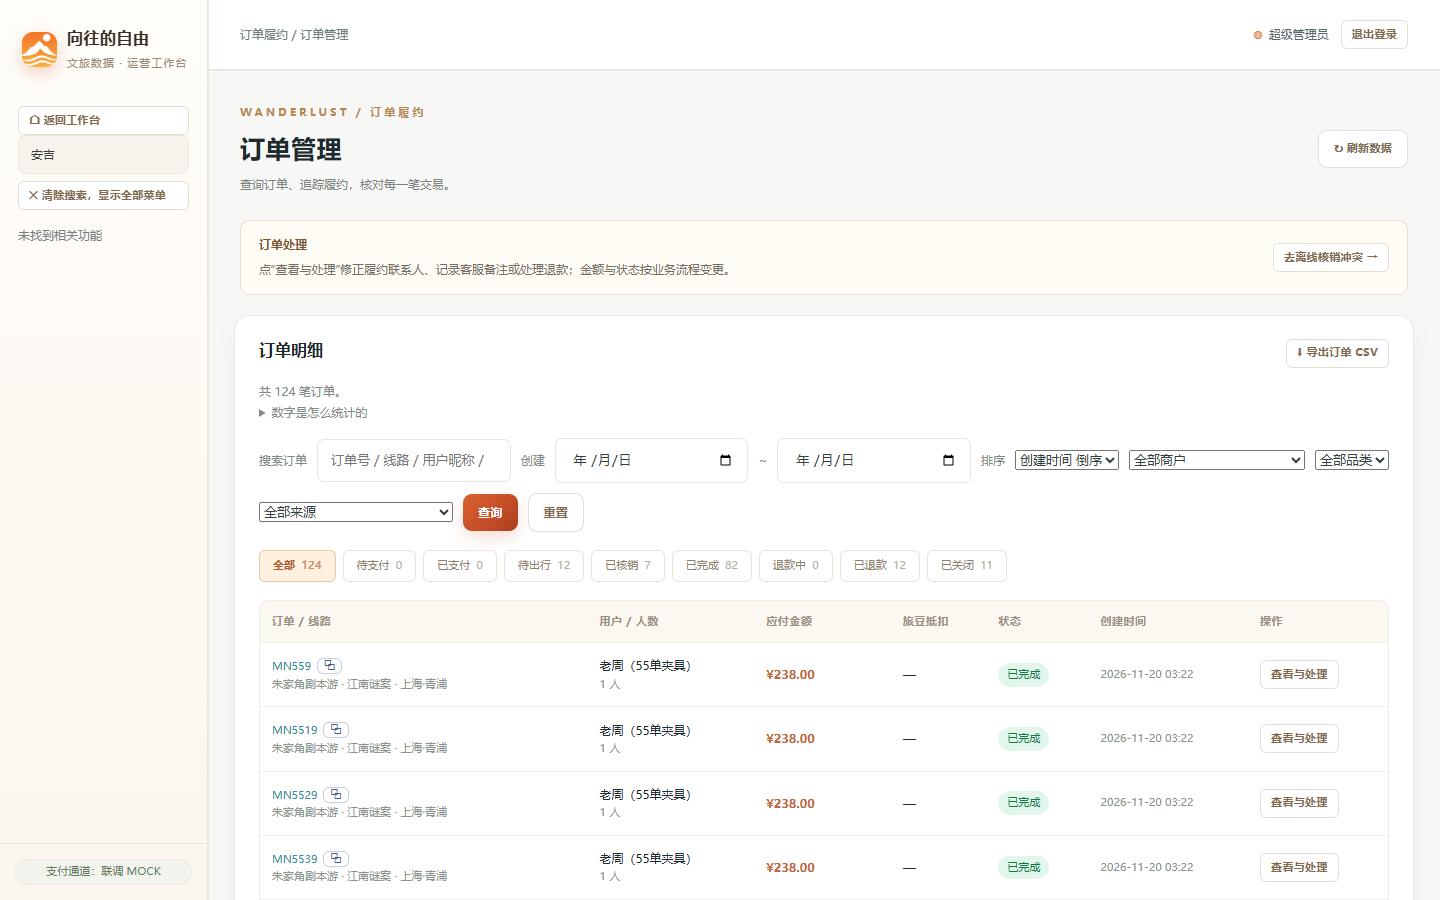 向往的自由
文旅数据 · 运营工作台
返回工作台
安吉
✕ 清除搜索，显示全部菜单
未找到相关功能
支付通道：联调 MOCK
订单履约 / 订单管理
超级管理员
退出登录
WANDERLUST / 订单履约
订单管理
查询订单、追踪履约，核对每一笔交易。
↻ 刷新数据
订单处理
点“查看与处理”修正履约联系人、记录客服备注或处理退款；金额与状态按业务流程变更。
去离线核销冲突 →
订单明细
⬇ 导出订单 CSV
共 124 笔订单。
▶ 数字是怎么统计的
搜索订单 订单号 / 线路 / 用户昵称 / 创建 年 /月/日 ~ 年 /月/日 排序 创建时间 倒序 全部商户 全部品类
全部来源 查询 重置
全部 124 待支付 0 已支付 0 待出行 12 已核销 7 已完成 82 退款中 0 已退款 12 已关闭 11
订单 / 线路 用户 / 人数 应付金额 旅豆抵扣 状态 创建时间 操作
MN559 老周（55单夹具） ¥238.00 — 已完成 2026-11-20 03:22 查看与处理
朱家角剧本游 · 江南谜案 · 上海·青浦 1 人
MN5519 老周（55单夹具） ¥238.00 — 已完成 2026-11-20 03:22 查看与处理
朱家角剧本游 · 江南谜案 · 上海·青浦 1 人
MN5529 老周（55单夹具） ¥238.00 — 已完成 2026-11-20 03:22 查看与处理
朱家角剧本游 · 江南谜案 · 上海·青浦 1 人
MN5539 老周（55单夹具） ¥238.00 — 已完成 2026-11-20 03:22 查看与处理
朱家角剧本游 · 江南谜案 · 上海·青浦 1 人